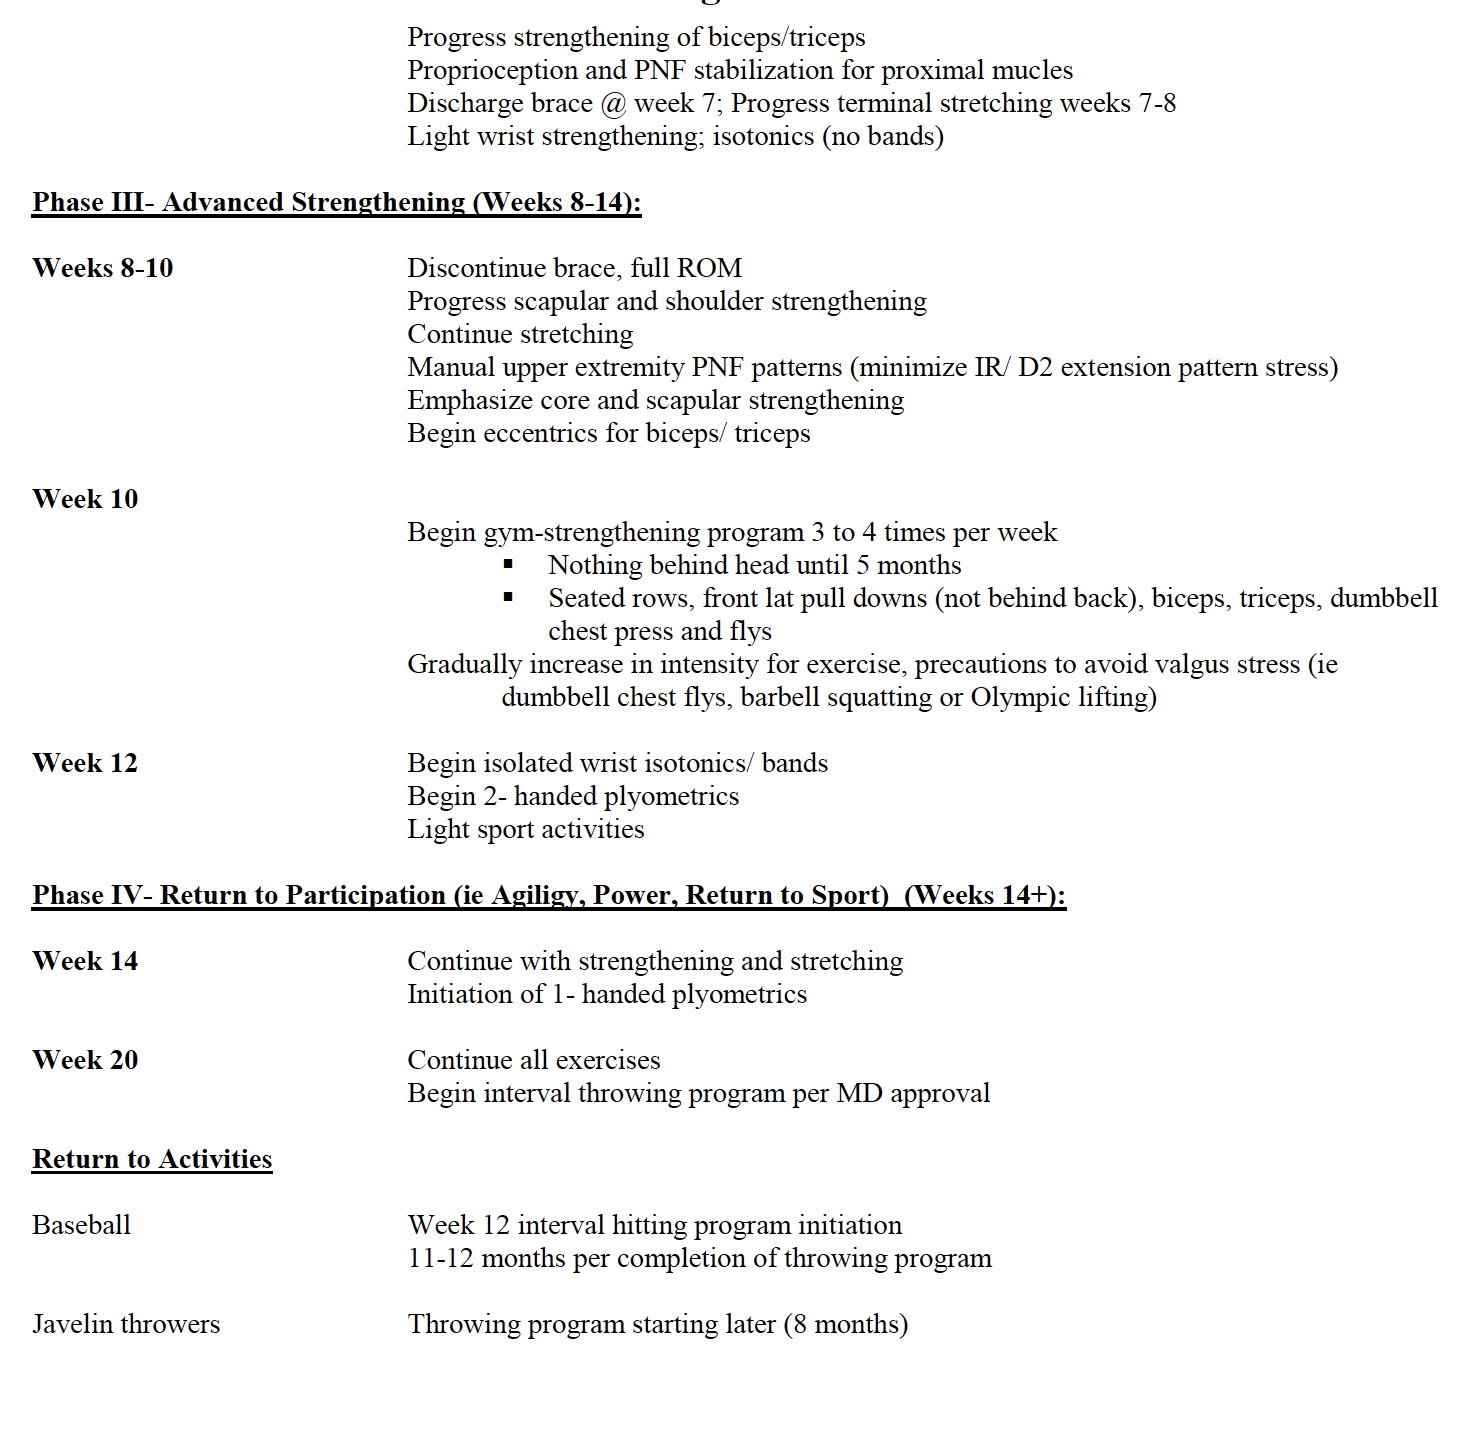 Progress strengthening of biceps/triceps
Proprioception and PNF stabilization for proximal mucles
Discharge brace @ week 7; Progress terminal stretching weeks 7-8
Light wrist strengthening; isotonics (no bands)
Phase III- Advanced Strengthening (Weeks 8-14):
Weeks 8-10 Discontinue brace, full ROM
Progress scapular and shoulder strengthening
Continue stretching
Manual upper extremity PNF patterns (minimize IR/ D2 extension pattern stress)
Emphasize core and scapular strengthening
Begin eccentrics for biceps/ triceps
Week 10
Begin gym-strengthening program 3 to 4 times per week
▪ Nothing behind head until 5 months
▪ Seated rows, front lat pull downs (not behind back), biceps, triceps, dumbbell
chest press and flys
Gradually increase in intensity for exercise, precautions to avoid valgus stress (ie
dumbbell chest flys, barbell squatting or Olympic lifting)
Week 12 Begin isolated wrist isotonics/ bands
Begin 2- handed plyometrics
Light sport activities
Phase IV- Return to Participation (ie Agiligy, Power, Return to Sport)  (Weeks 14+):
Week 14 Continue with strengthening and stretching
Initiation of 1- handed plyometrics
Week 20 Continue all exercises
Begin interval throwing program per MD approval
Return to Activities
Baseball Week 12 interval hitting program initiation
11-12 months per completion of throwing program
Javelin throwers Throwing program starting later (8 months)